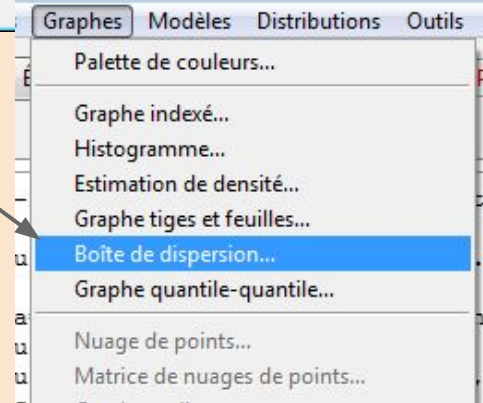 Graphes Modèles Distributions Outils
Palette de couleurs...
Graphe indexé...
Histogramme...
Estimation de densité...
Graphe tiges et feuilles...
Boîte de dispersion...
Graphe quantile-quantile...
Nuage de points...
Matrice de nuages de points...